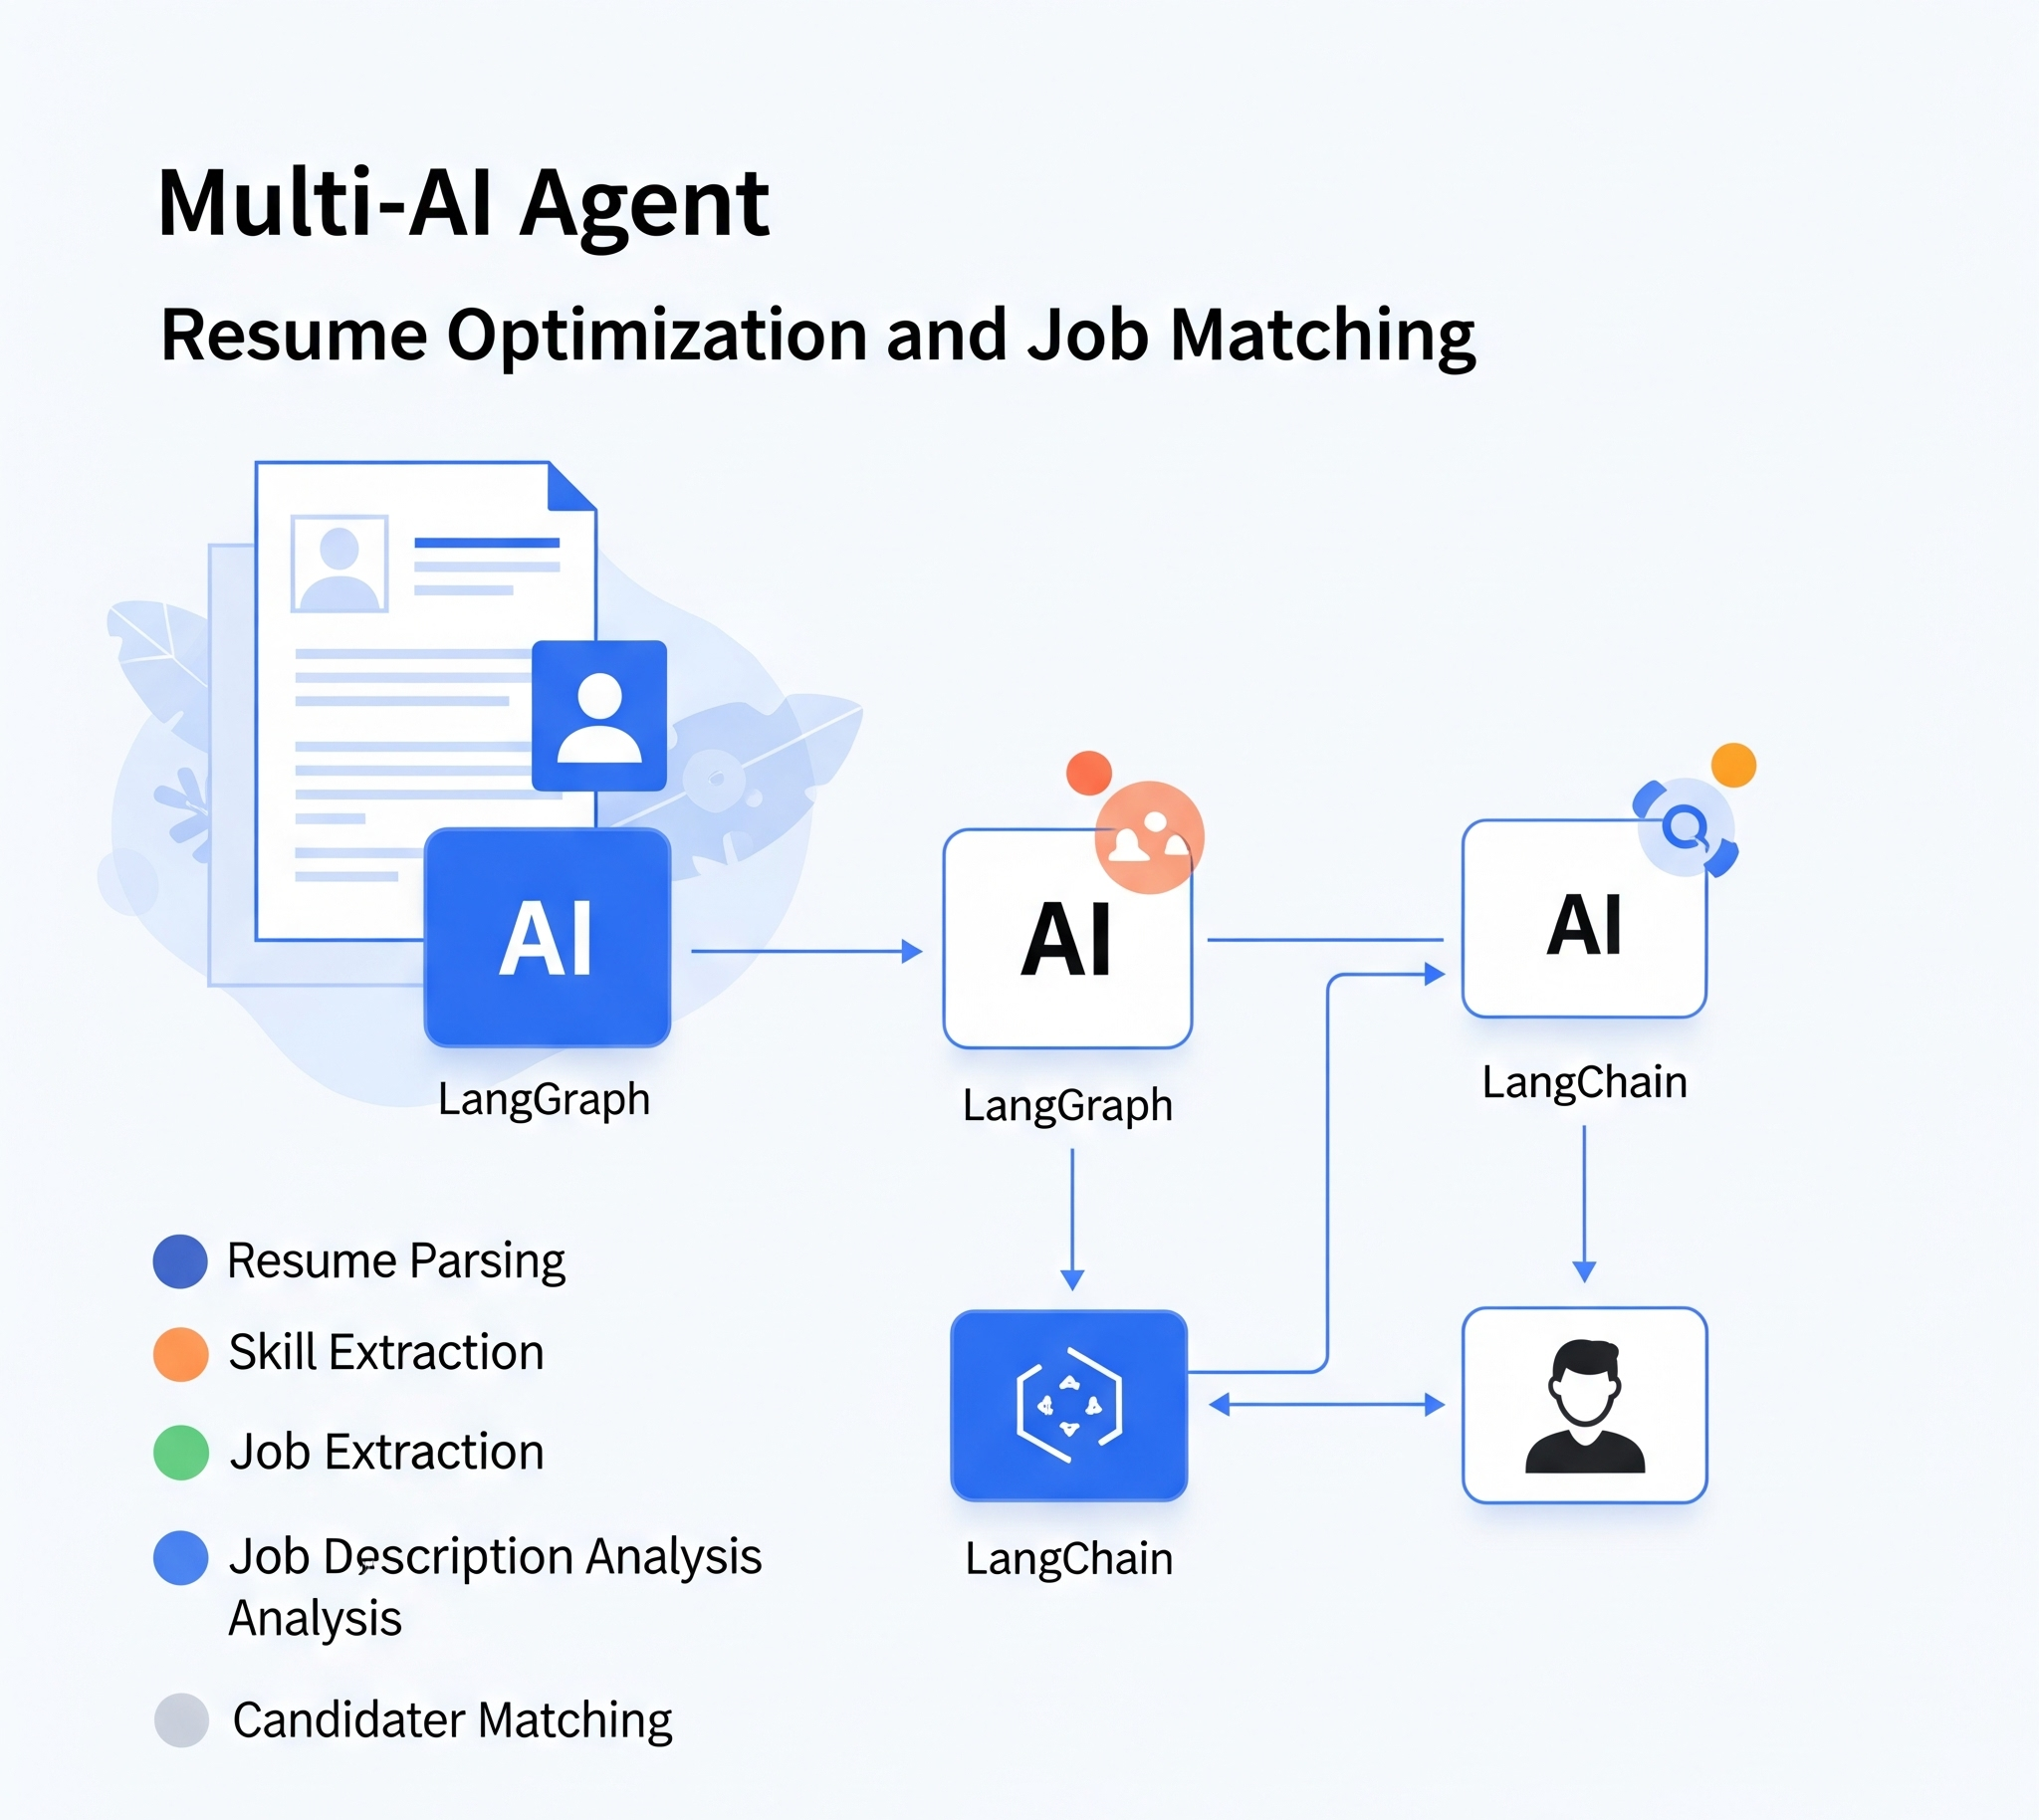 Multi-AI Agent
Resume Optimization and Job Matching
AI
AI
AI
LangGraph
LangGraph
LangChain
Resume Parsing
Skill Extraction
Job Extraction
Job Description Analysis
Analysis
Candidater Matching
LangChain